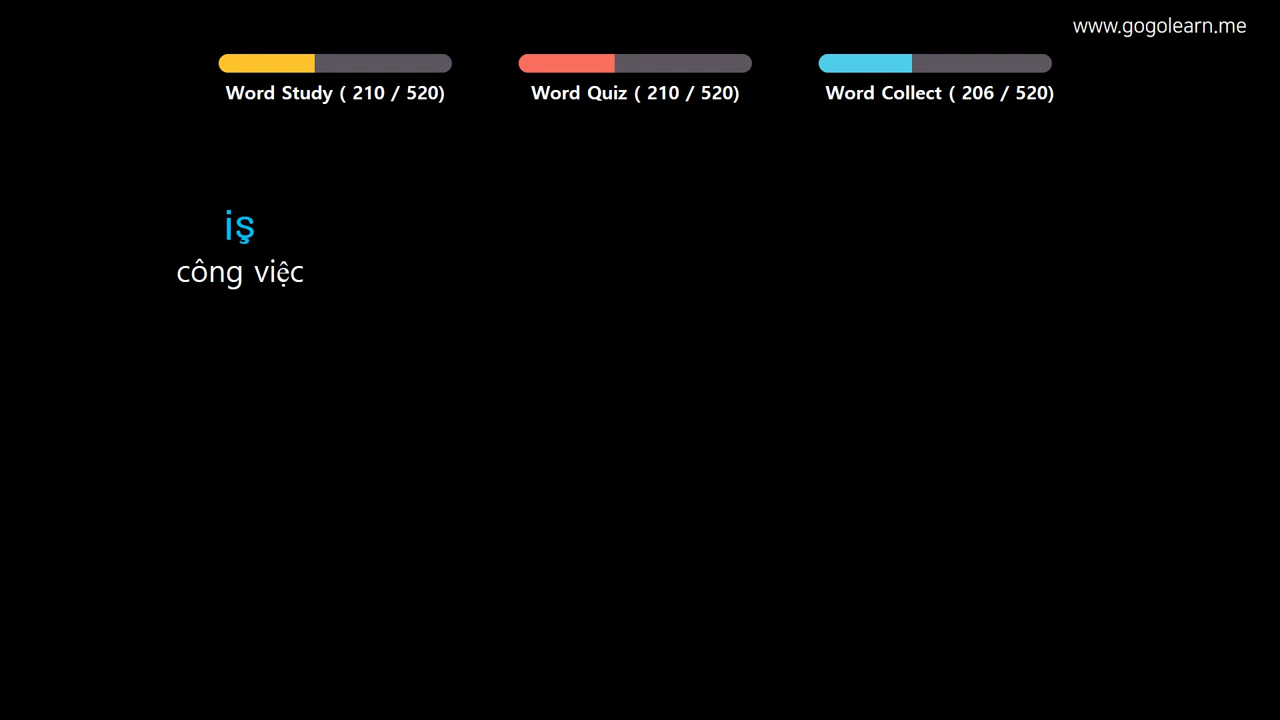 www.gogolearn.me
Word Study ( 210 / 520)
Word Quiz ( 210 / 520)
Word Collect ( 206 / 520)
iş
công việc